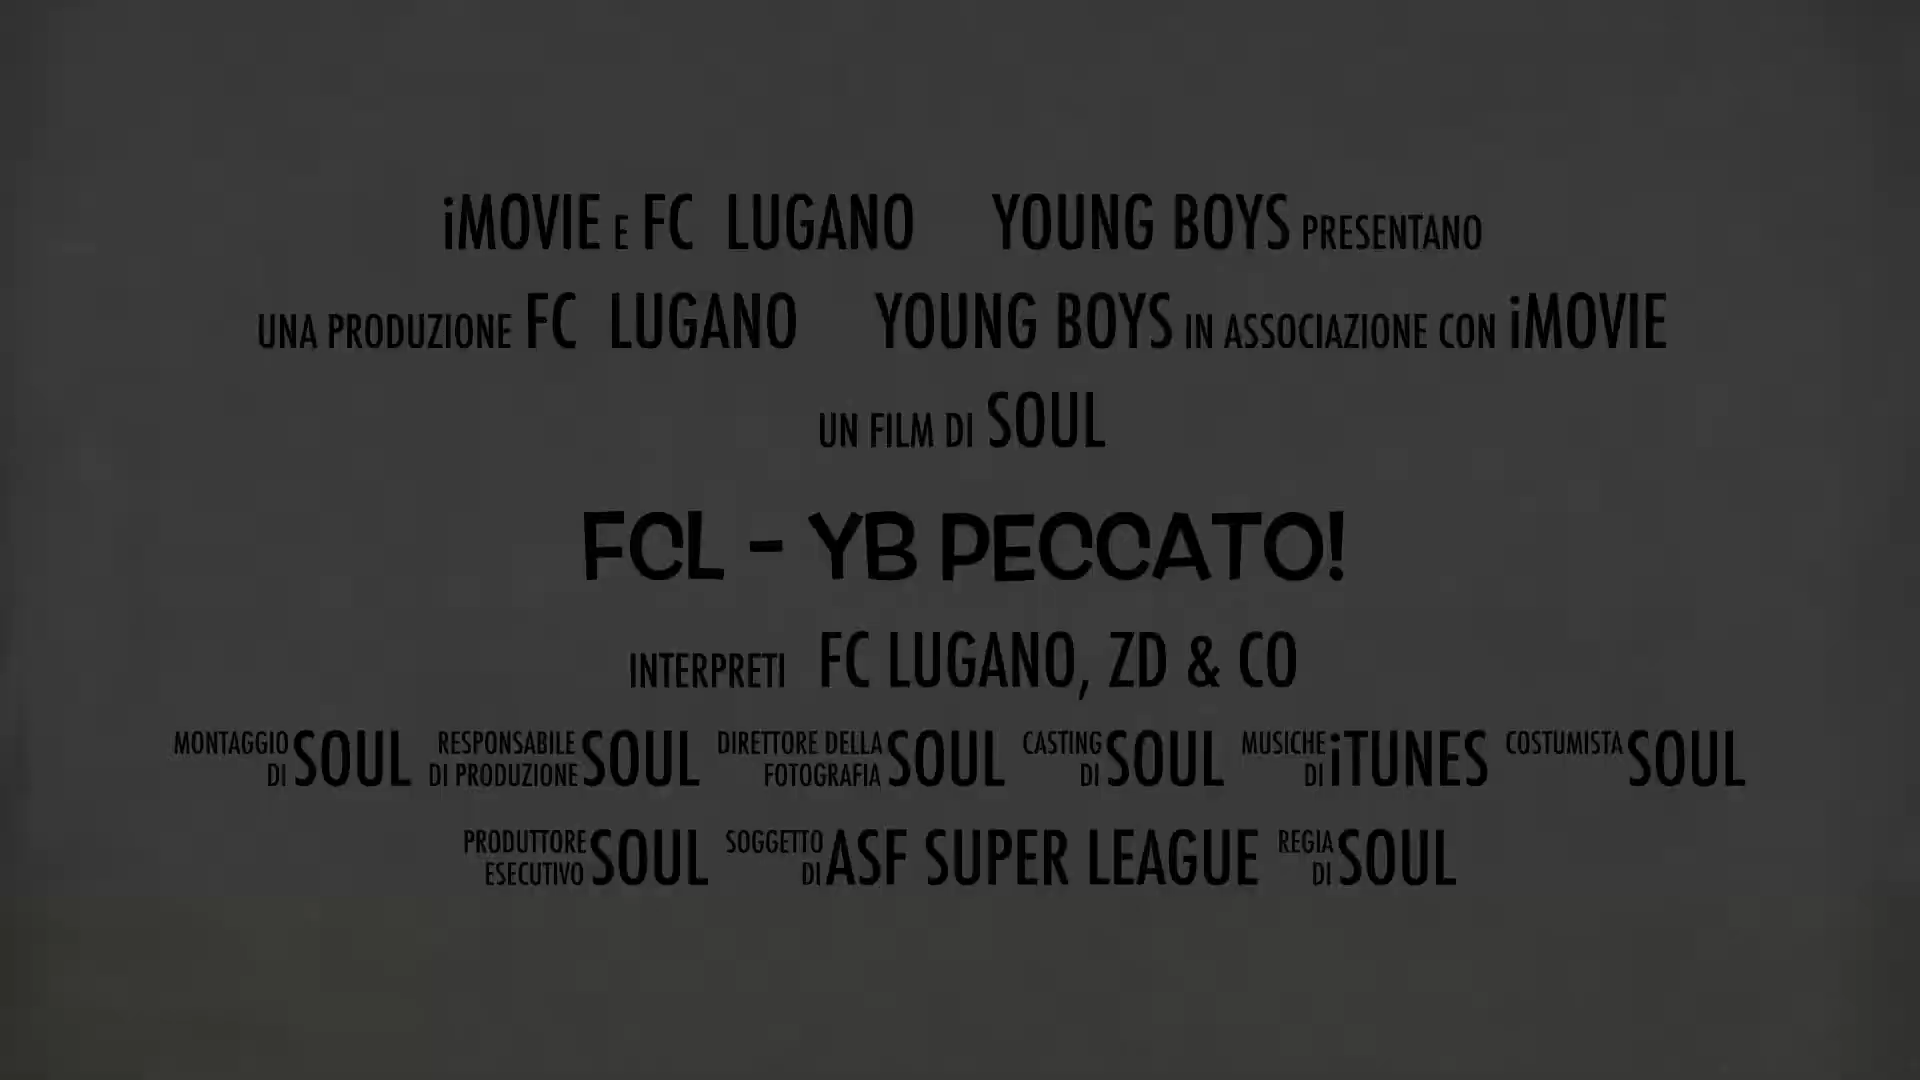 iMOVIE E FC LUGANO YOUNG BOYS PRESENTANO
UNA PRODUZIONE FC LUGANO YOUNG BOYS IN ASSOCIAZIONE CON iMOVIE
UN FILM DI SOUL
FCL - YB PECCATO!
INTERPRETI FC LUGANO, ZD & CO
MONTAGGIO DI SOUL RESPONSABILE DI PRODUZIONE SOUL DIRETTORE DELLA FOTOGRAFIA SOUL CASTING DI SOUL MUSICHE DI iTUNES COSTUMISTA SOUL
PRODUTTORE ESECUTIVO SOUL SOGGETTO DI ASF SUPER LEAGUE REGIA DI SOUL